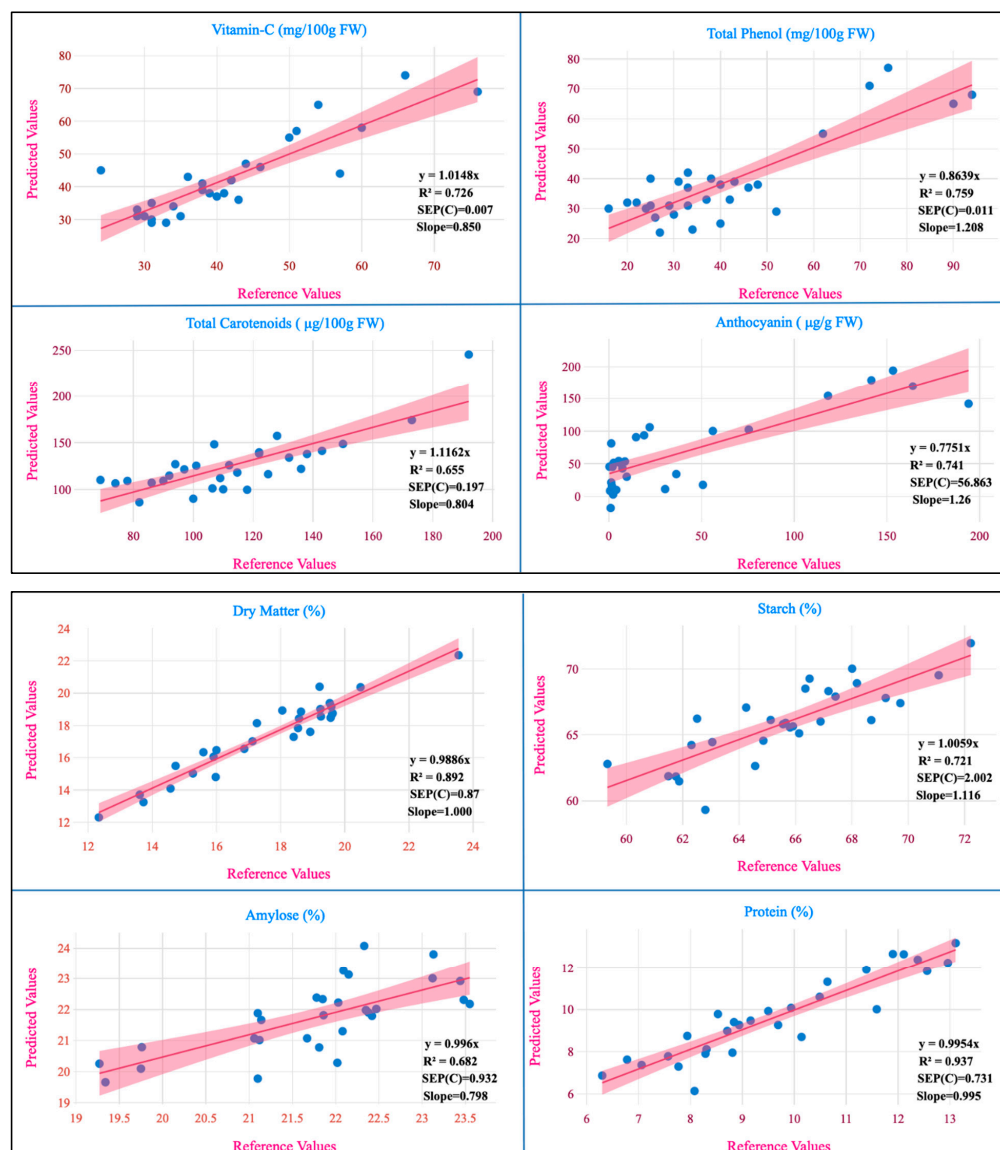 Vitamin-C (mg/100g FW)
80
70
60
50
40
30
30
40
50
60
70
Predicted Values
Reference Values
y = 1.0148x
R² = 0.726
SEP(C)=0.007
Slope=0.850
Total Phenol (mg/100g FW)
80
70
60
50
40
30
20
20
30
40
50
60
70
80
90
Predicted Values
Reference Values
y = 0.8639x
R² = 0.759
SEP(C)=0.011
Slope=1.208
Total Carotenoids ( µg/100g FW)
250
200
150
100
80
100
120
140
160
180
200
Predicted Values
Reference Values
y = 1.1162x
R² = 0.655
SEP(C)=0.197
Slope=0.804
Anthocyanin ( µg/g FW)
200
150
100
50
0
0
50
100
150
200
Predicted Values
Reference Values
y = 0.7751x
R² = 0.741
SEP(C)=56.863
Slope=1.26
Dry Matter (%)
24
22
20
18
16
14
12
12
14
16
18
20
22
24
Predicted Values
Reference Values
y = 0.9886x
R² = 0.892
SEP(C)=0.87
Slope=1.000
Starch (%)
70
65
60
60
62
64
66
68
70
72
Predicted Values
Reference Values
y = 1.0059x
R² = 0.721
SEP(C)=2.002
Slope=1.116
Amylose (%)
24
23
22
21
20
19
19
19.5
20
20.5
21
21.5
22
22.5
23
23.5
Predicted Values
Reference Values
y = 0.996x
R² = 0.682
SEP(C)=0.932
Slope=0.798
Protein (%)
12
10
8
6
6
7
8
9
10
11
12
13
Predicted Values
Reference Values
y = 0.9954x
R² = 0.937
SEP(C)=0.731
Slope=0.995